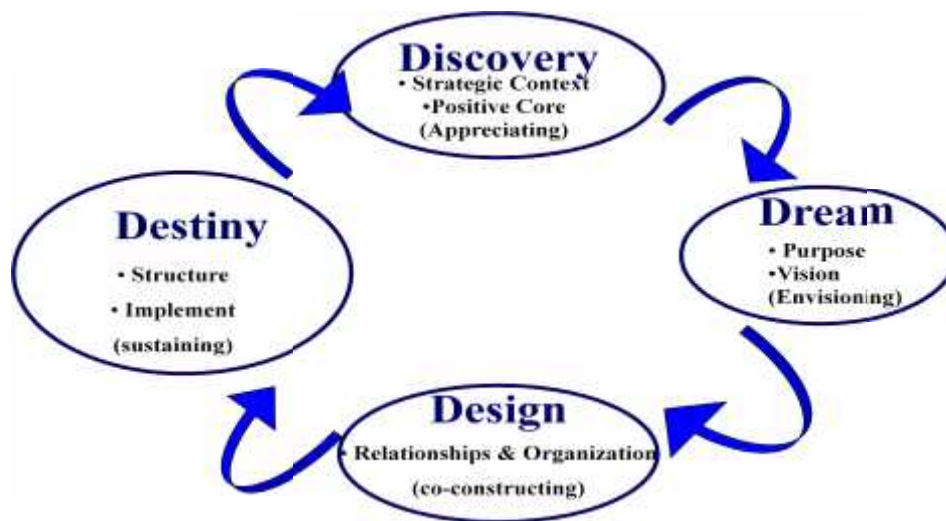 Discovery
• Strategic Context
•Positive Core
(Appreciating)
Dream
• Purpose
•Vision
(Envisioning)
Design
• Relationships & Organization
(co-constructing)
Destiny
• Structure
• Implement
(sustaining)